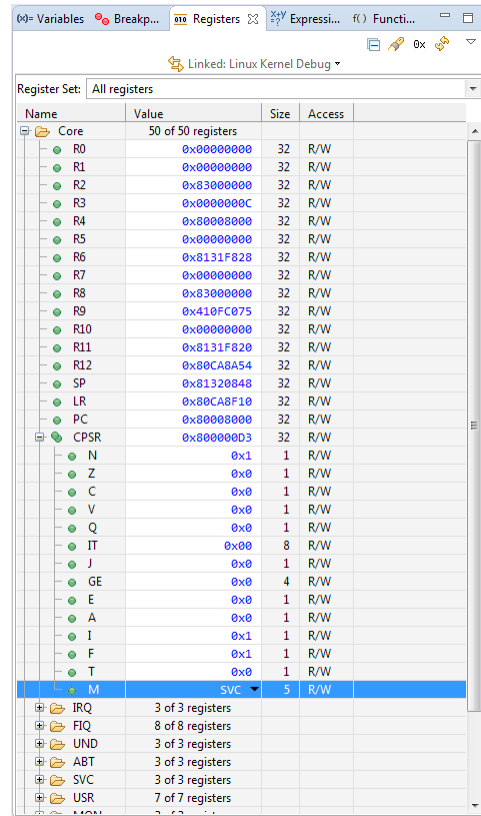 (x)= Variables Breakp... Registers Expressi... f() Functi...
0x
Linked: Linux Kernel Debug
Register Set: All registers
Name Value Size Access
Core 50 of 50 registers
R0 0x00000000 32 R/W
R1 0x00000000 32 R/W
R2 0x83000000 32 R/W
R3 0x0000000C 32 R/W
R4 0x80008000 32 R/W
R5 0x00000000 32 R/W
R6 0x8131F828 32 R/W
R7 0x00000000 32 R/W
R8 0x83000000 32 R/W
R9 0x410FC075 32 R/W
R10 0x00000000 32 R/W
R11 0x8131F820 32 R/W
R12 0x80CA8A54 32 R/W
SP 0x81320848 32 R/W
LR 0x80CA8F10 32 R/W
PC 0x80008000 32 R/W
CPSR 0x800000D3 32 R/W
N 0x1 1 R/W
Z 0x0 1 R/W
C 0x0 1 R/W
V 0x0 1 R/W
Q 0x0 1 R/W
IT 0x00 8 R/W
J 0x0 1 R/W
GE 0x0 4 R/W
E 0x0 1 R/W
A 0x0 1 R/W
I 0x1 1 R/W
F 0x1 1 R/W
T 0x0 1 R/W
M SVC 5 R/W
IRQ 3 of 3 registers
FIQ 8 of 8 registers
UND 3 of 3 registers
ABT 3 of 3 registers
SVC 3 of 3 registers
USR 7 of 7 registers